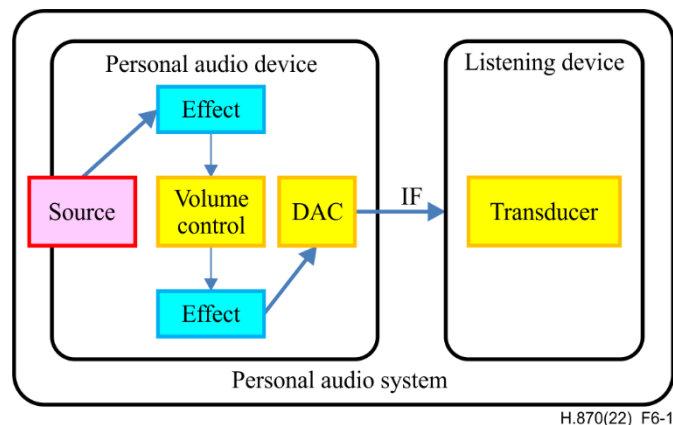 Personal audio device
Listening device
Effect
Source
Volume
control
DAC
IF
Transducer
Effect
Personal audio system
H.870(22)_F6-1